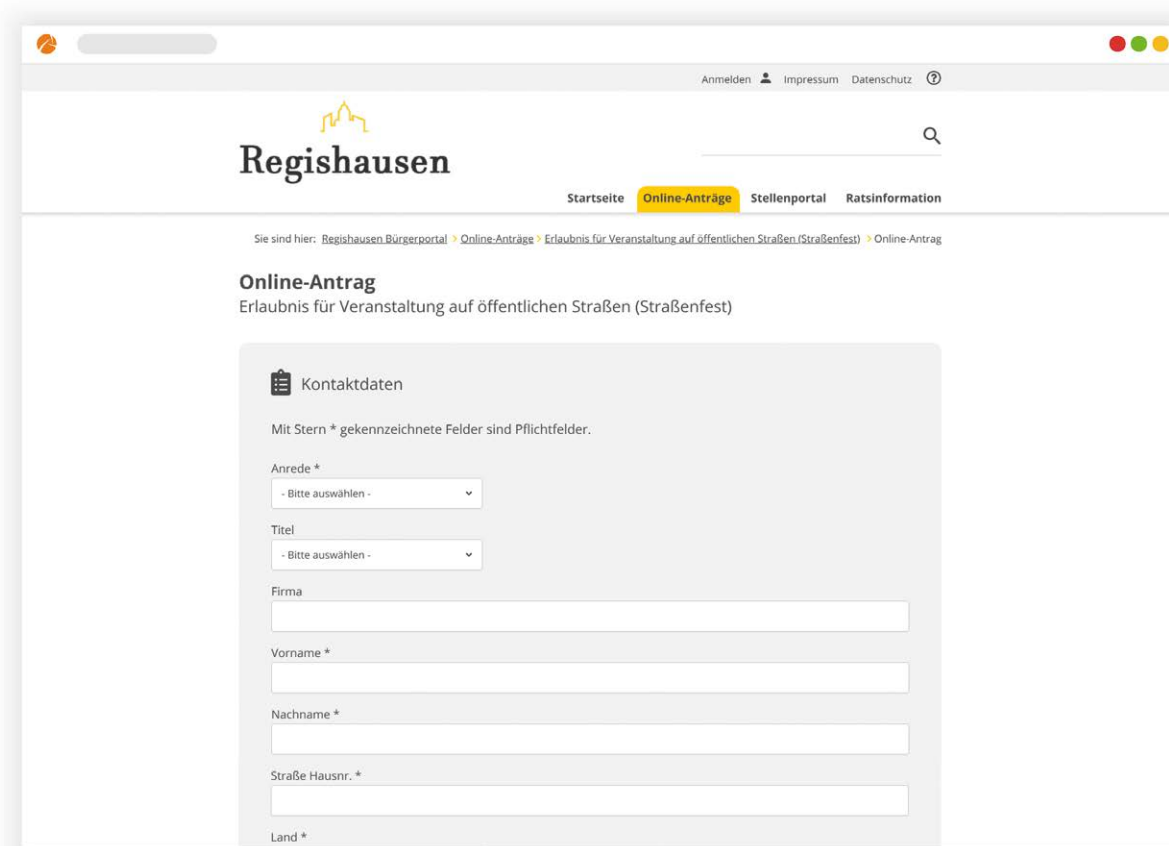 Anmelden Impressum Datenschutz
Regishausen
Startseite Online-Anträge Stellenportal Ratsinformation
Sie sind hier: Regishausen Bürgerportal > Online-Anträge > Erlaubnis für Veranstaltung auf öffentlichen Straßen (Straßenfest) > Online-Antrag
Online-Antrag
Erlaubnis für Veranstaltung auf öffentlichen Straßen (Straßenfest)
Kontaktdaten
Mit Stern * gekennzeichnete Felder sind Pflichtfelder.
Anrede *
- Bitte auswählen -
Titel
- Bitte auswählen -
Firma
Vorname *
Nachname *
Straße Hausnr. *
Land *